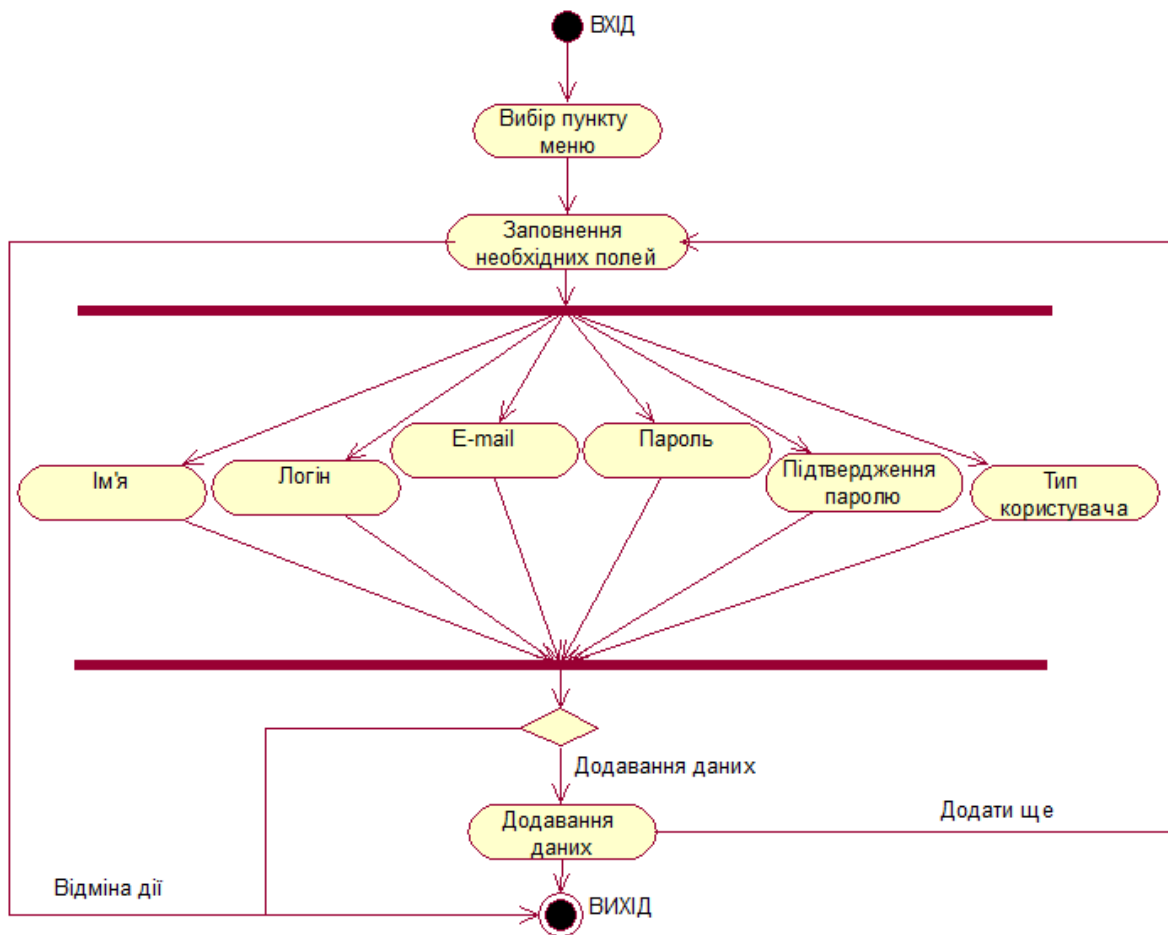 ВХІД
Вибір пункту
меню
Заповнення
необхідних полей
Ім'я
Логін
E-mail
Пароль
Підтвердження
паролю
Тип
користувача
Додавання даних
Додавання
даних
Додати ще
Відміна дії
ВИХІД